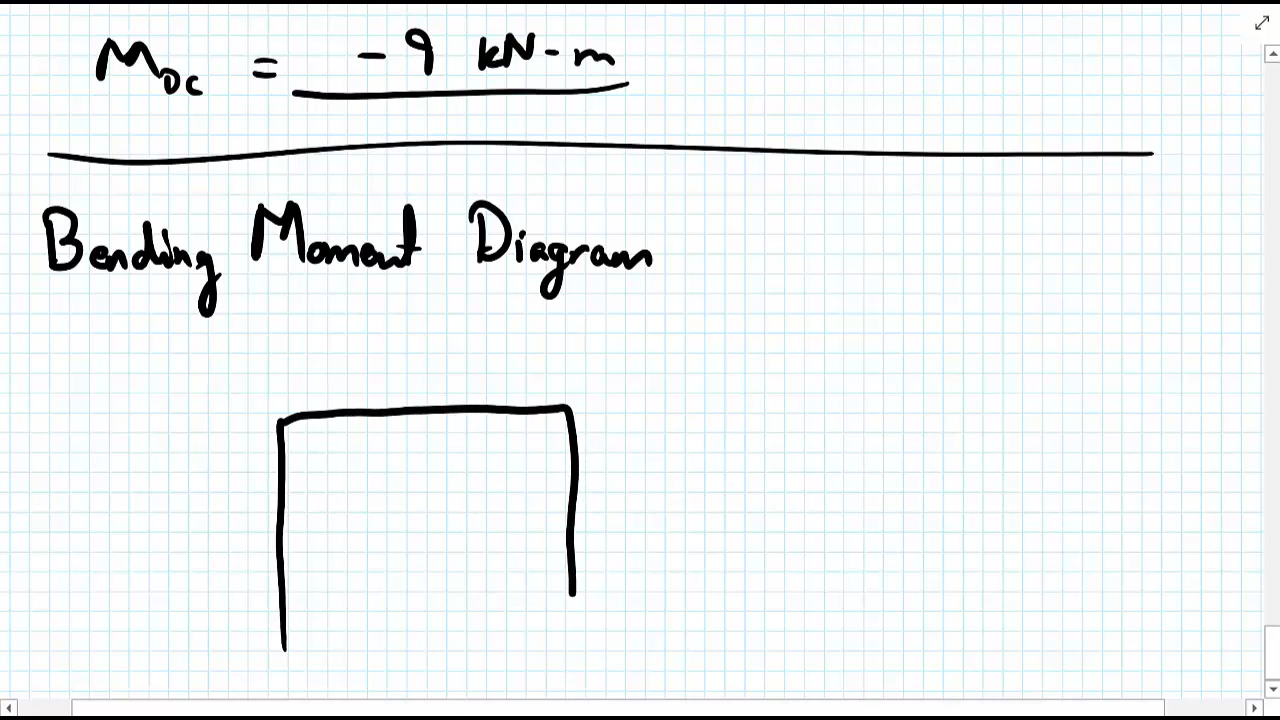 M_DC = -9 kN-m
Bending Moment Diagram